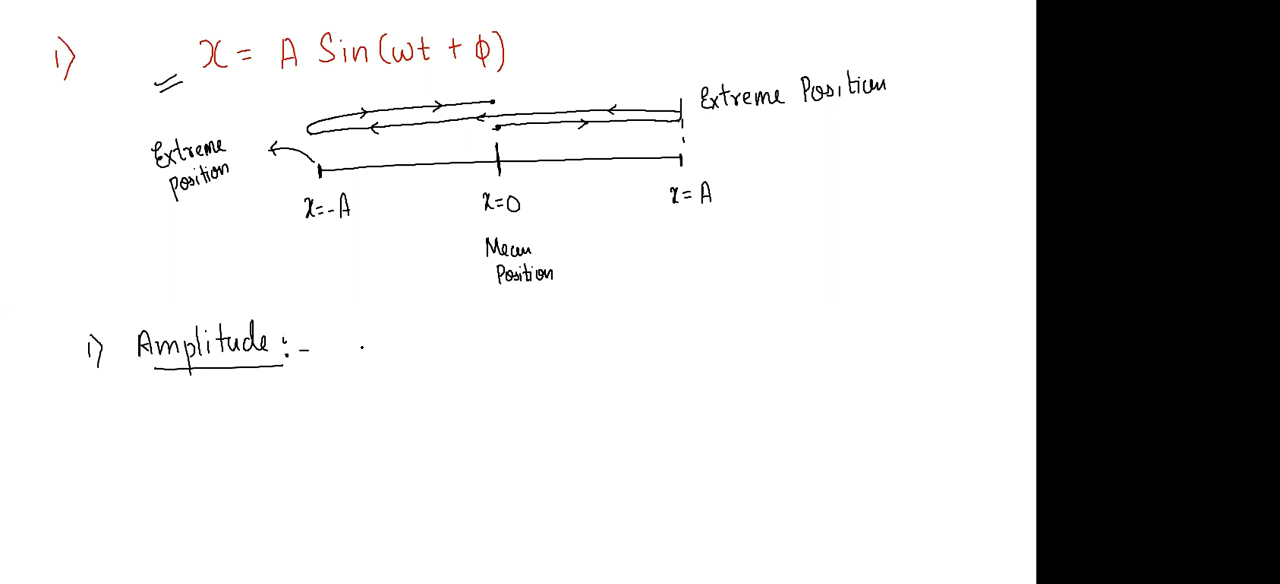 1) x = A Sin(ωt + ϕ)
Extreme Position
Extreme
Position
x=-A x=0 x=A
Mean
Position
1) Amplitude :-